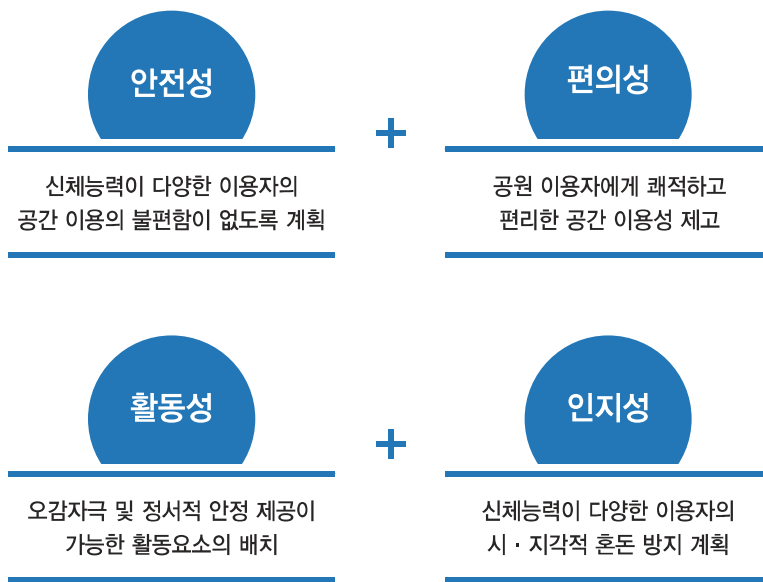 안전성
신체능력이 다양한 이용자의
공간 이용의 불편함이 없도록 계획
+
편의성
공원 이용자에게 쾌적하고
편리한 공간 이용성 제고
활동성
오감자극 및 정서적 안정 제공이
가능한 활동요소의 배치
+
인지성
신체능력이 다양한 이용자의
시 · 지각적 혼돈 방지 계획